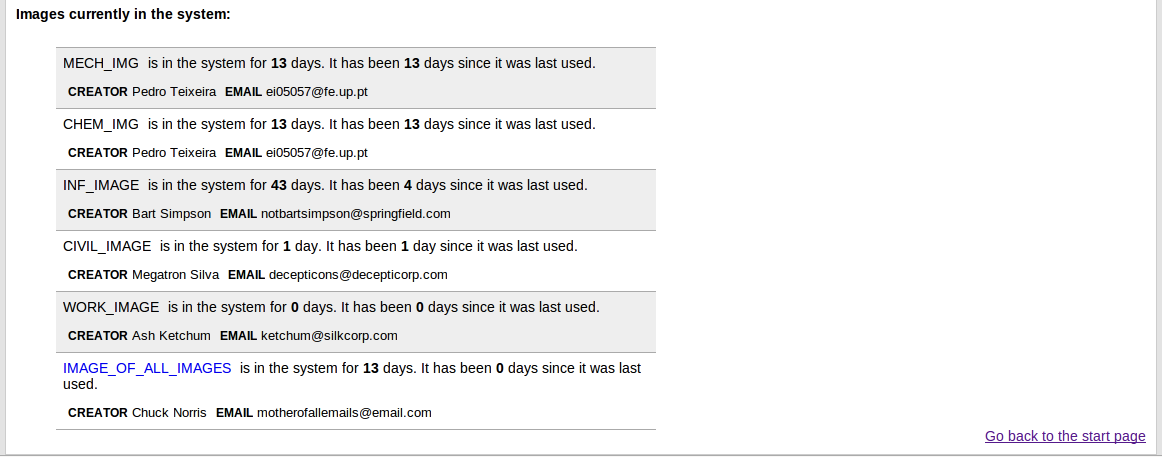 Images currently in the system:
MECH_IMG is in the system for 13 days. It has been 13 days since it was last used.
CREATOR Pedro Teixeira EMAIL ei05057@fe.up.pt
CHEM_IMG is in the system for 13 days. It has been 13 days since it was last used.
CREATOR Pedro Teixeira EMAIL ei05057@fe.up.pt
INF_IMAGE is in the system for 43 days. It has been 4 days since it was last used.
CREATOR Bart Simpson EMAIL notbartsimpson@springfield.com
CIVIL_IMAGE is in the system for 1 day. It has been 1 day since it was last used.
CREATOR Megatron Silva EMAIL decepticons@decepticorp.com
WORK_IMAGE is in the system for 0 days. It has been 0 days since it was last used.
CREATOR Ash Ketchum EMAIL ketchum@silkcorp.com
IMAGE_OF_ALL_IMAGES is in the system for 13 days. It has been 0 days since it was last
used.
CREATOR Chuck Norris EMAIL motherofallemails@email.com
Go back to the start page